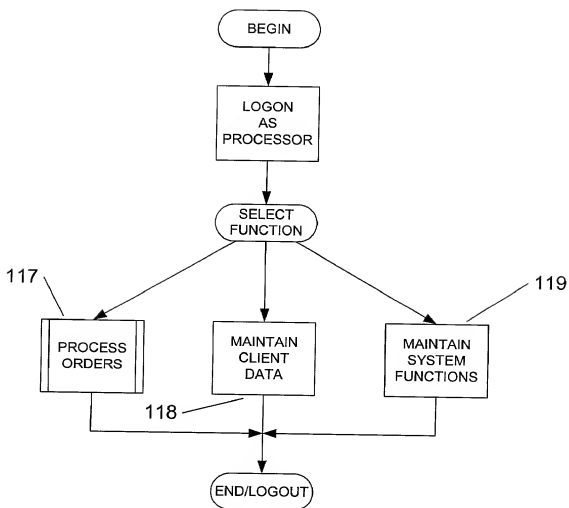 BEGIN
LOGON
AS
PROCESSOR
SELECT
FUNCTION
117
119
PROCESS
ORDERS
MAINTAIN
CLIENT
DATA
MAINTAIN
SYSTEM
FUNCTIONS
118
END/LOGOUT